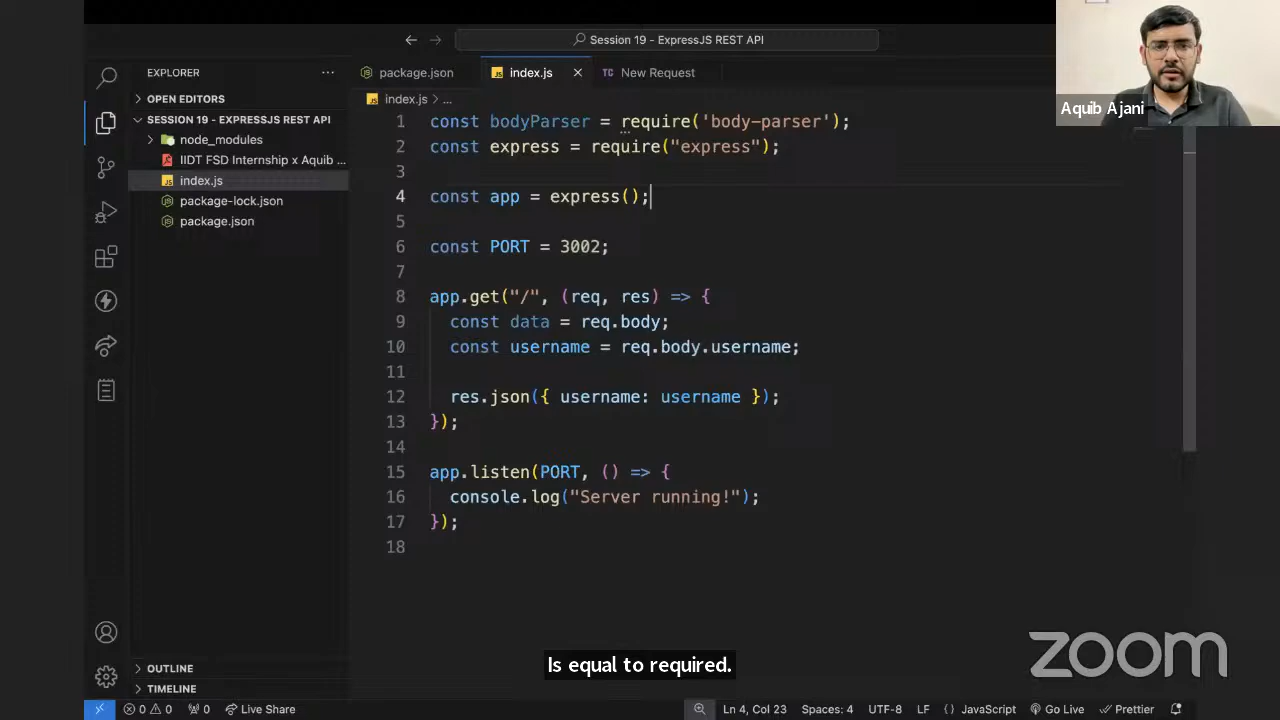 Session 19 - ExpressJS REST API
Aquib Ajani
EXPLORER
OPEN EDITORS
SESSION 19 - EXPRESSJS REST API
node_modules
IIDT FSD Internship x Aquib ...
JS index.js
package-lock.json
package.json
package.json
JS index.js
TC New Request
JS index.js > ...
1 const bodyParser = require('body-parser');
2 const express = require("express");
3
4 const app = express();
5
6 const PORT = 3002;
7
8 app.get("/", (req, res) => {
9 const data = req.body;
10 const username = req.body.username;
11
12 res.json({ username: username });
13 });
14
15 app.listen(PORT, () => {
16 console.log("Server running!");
17 });
18
zoom
Is equal to required.
OUTLINE
TIMELINE
0 0 0 Live Share Ln 4, Col 23 Spaces: 4 UTF-8 LF {} JavaScript Go Live Prettier